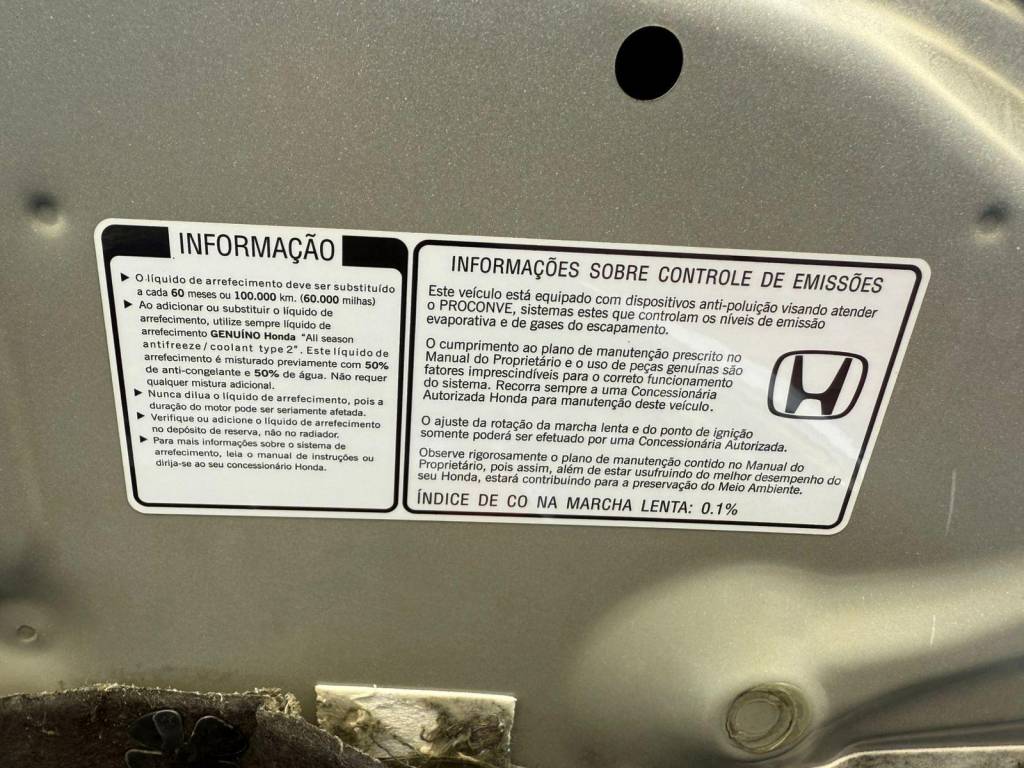 INFORMAÇÃO
▶ O líquido de arrefecimento deve ser substituído
a cada 60 meses ou 100.000 km. (60.000 milhas)
▶ Ao adicionar ou substituir o líquido de
arrefecimento, utilize sempre líquido de
arrefecimento GENUÍNO Honda "All season
antifreeze/coolant type 2". Este líquido de
arrefecimento é misturado previamente com 50%
de anti-congelante e 50% de água. Não requer
qualquer mistura adicional.
▶ Nunca dilua o líquido de arrefecimento, pois a
duração do motor pode ser seriamente afetada.
▶ Verifique ou adicione o líquido de arrefecimento
no depósito de reserva, não no radiador.
▶ Para mais informações sobre o sistema de
arrefecimento, leia o manual de instruções ou
dirija-se ao seu concessionário Honda.
INFORMAÇÕES SOBRE CONTROLE DE EMISSÕES
Este veículo está equipado com dispositivos anti-poluição visando atender
o PROCONVE, sistemas estes que controlam os níveis de emissão
evaporativa e de gases do escapamento.
O cumprimento ao plano de manutenção prescrito no
Manual do Proprietário e o uso de peças genuínas são
fatores imprescindíveis para o correto funcionamento
do sistema. Recorra sempre a uma Concessionária
Autorizada Honda para manutenção deste veículo.
O ajuste da rotação da marcha lenta e do ponto de ignição
somente poderá ser efetuado por uma Concessionária Autorizada.
Observe rigorosamente o plano de manutenção contido no Manual do
Proprietário, pois assim, além de estar usufruindo do melhor desempenho do
seu Honda, estará contribuindo para a preservação do Meio Ambiente.
ÍNDICE DE CO NA MARCHA LENTA: 0.1%